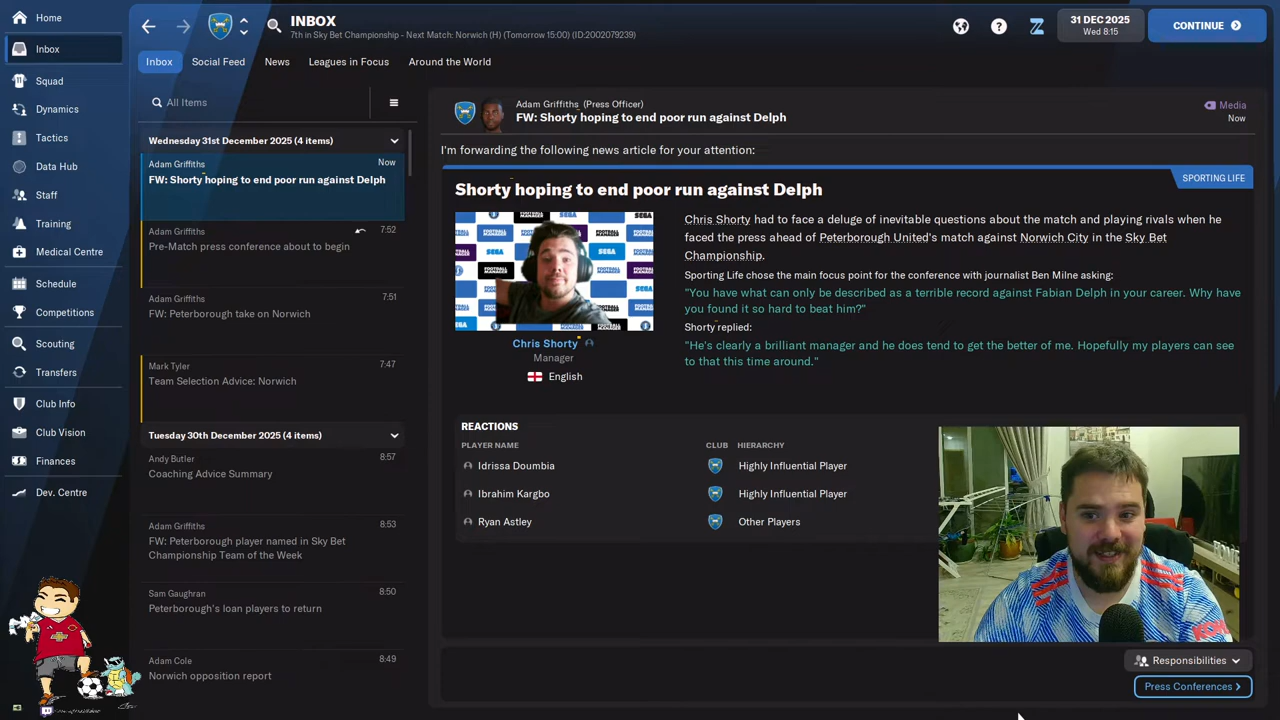 Home
INBOX
7th in Sky Bet Championship - Next Match: Norwich (H) (Tomorrow 15:00) (ID:2002079239)
31 DEC 2025
Wed 8:15
CONTINUE
Inbox
Squad
Dynamics
Tactics
Data Hub
Staff
Training
Medical Centre
Schedule
Competitions
Scouting
Transfers
Club Info
Club Vision
Finances
Dev. Centre
Inbox
Social Feed
News
Leagues in Focus
Around the World
All Items
Wednesday 31st December 2025 (4 items)
Adam Griffiths
Now
FW: Shorty hoping to end poor run against Delph
Adam Griffiths
7:52
Pre-Match press conference about to begin
Adam Griffiths
7:51
FW: Peterborough take on Norwich
Mark Tyler
7:47
Team Selection Advice: Norwich
Tuesday 30th December 2025 (4 items)
Andy Butler
8:57
Coaching Advice Summary
Adam Griffiths
8:53
FW: Peterborough player named in Sky Bet
Championship Team of the Week
Sam Gaughran
8:50
Peterborough's loan players to return
Adam Cole
8:49
Norwich opposition report
Adam Griffiths (Press Officer)
FW: Shorty hoping to end poor run against Delph
Media
Now
I'm forwarding the following news article for your attention:
SPORTING LIFE
Shorty hoping to end poor run against Delph
Chris Shorty had to face a deluge of inevitable questions about the match and playing rivals when he
faced the press ahead of Peterborough United's match against Norwich City in the Sky Bet
Championship.
Sporting Life chose the main focus point for the conference with journalist Ben Milne asking:
"You have what can only be described as a terrible record against Fabian Delph in your career. Why have
you found it so hard to beat him?"
Shorty replied:
"He's clearly a brilliant manager and he does tend to get the better of me. Hopefully my players can see
to that this time around."
Chris Shorty
Manager
English
REACTIONS
PLAYER NAME
CLUB
HIERARCHY
Idrissa Doumbia
Highly Influential Player
Ibrahim Kargbo
Highly Influential Player
Ryan Astley
Other Players
Responsibilities
Press Conferences